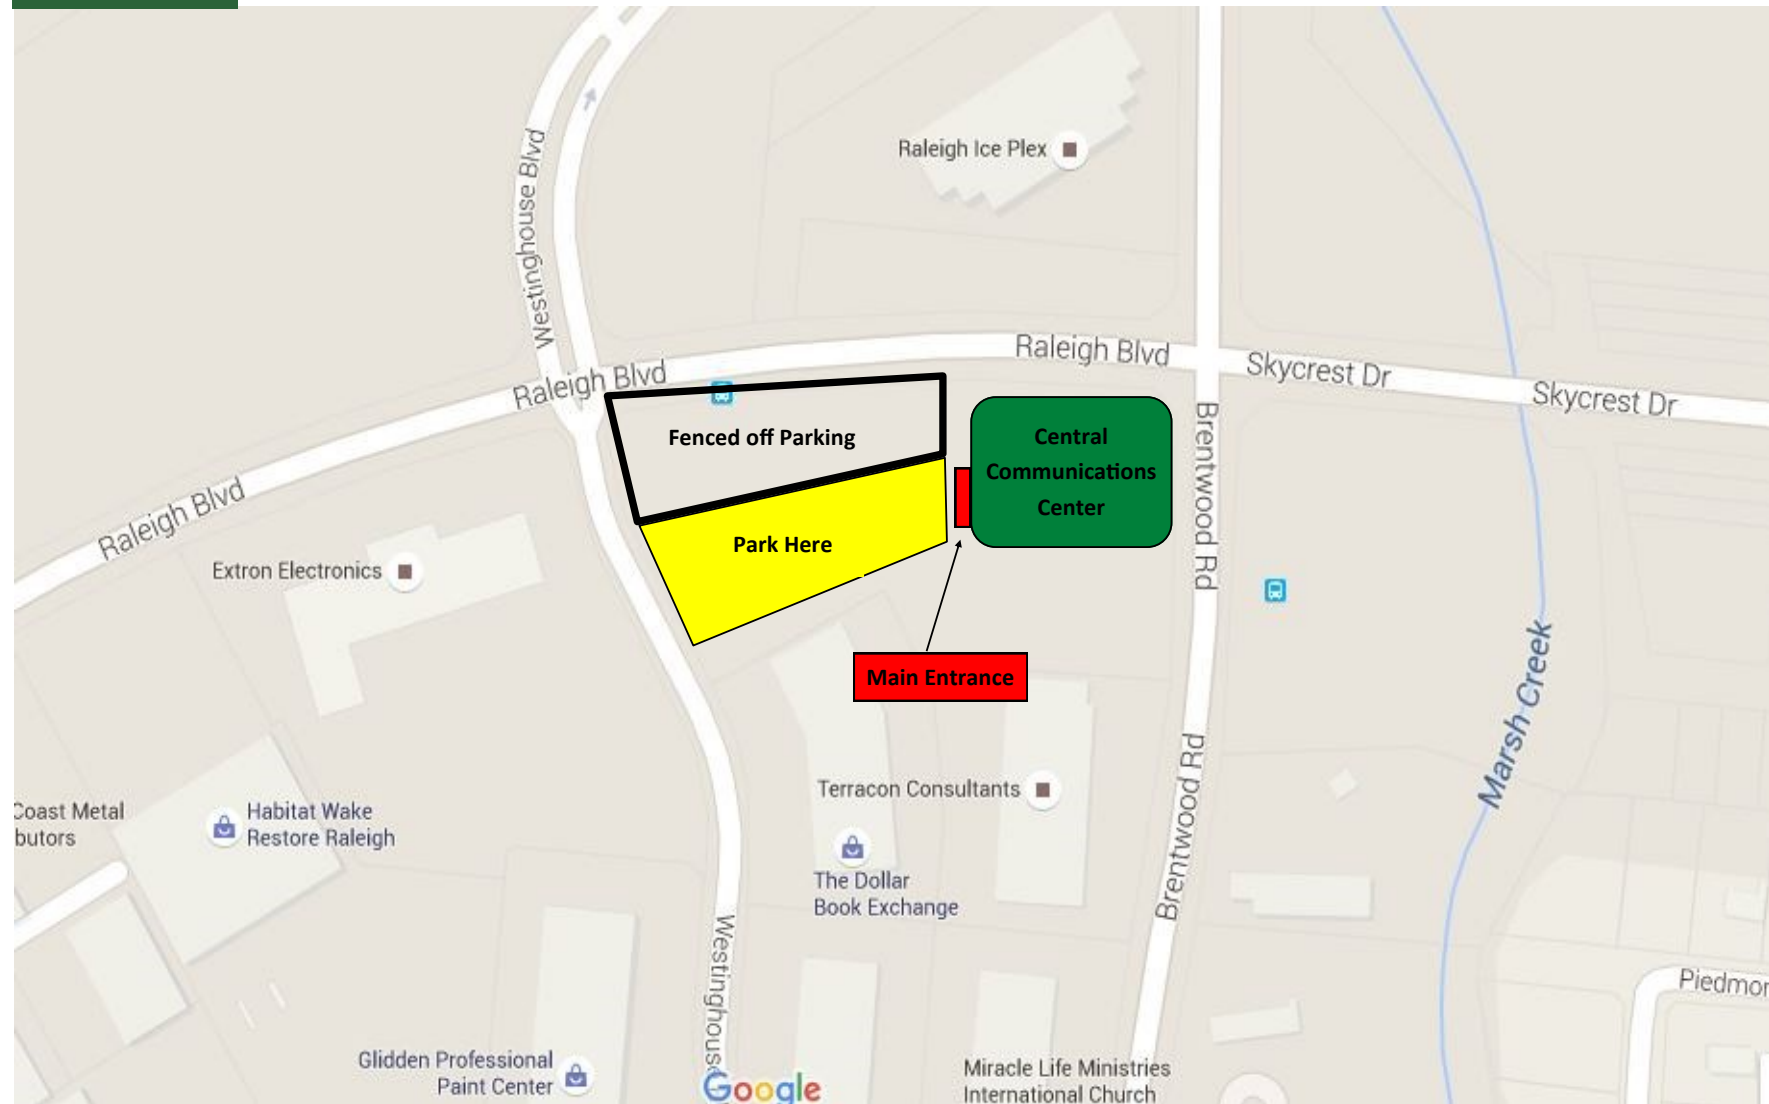 Westinghouse Blvd
Raleigh Ice Plex
Raleigh Blvd
Raleigh Blvd
Skycrest Dr
Skycrest Dr
Raleigh Blvd
Fenced off Parking
Central
Communications
Center
Brentwood Rd
Park Here
Extron Electronics
Main Entrance
Marsh Creek
Terracon Consultants
Brentwood Rd
Coast Metal
butors
Habitat Wake
Restore Raleigh
The Dollar
Book Exchange
Westinghouse
Piedmon
Glidden Professional
Paint Center
Google
Miracle Life Ministries
International Church